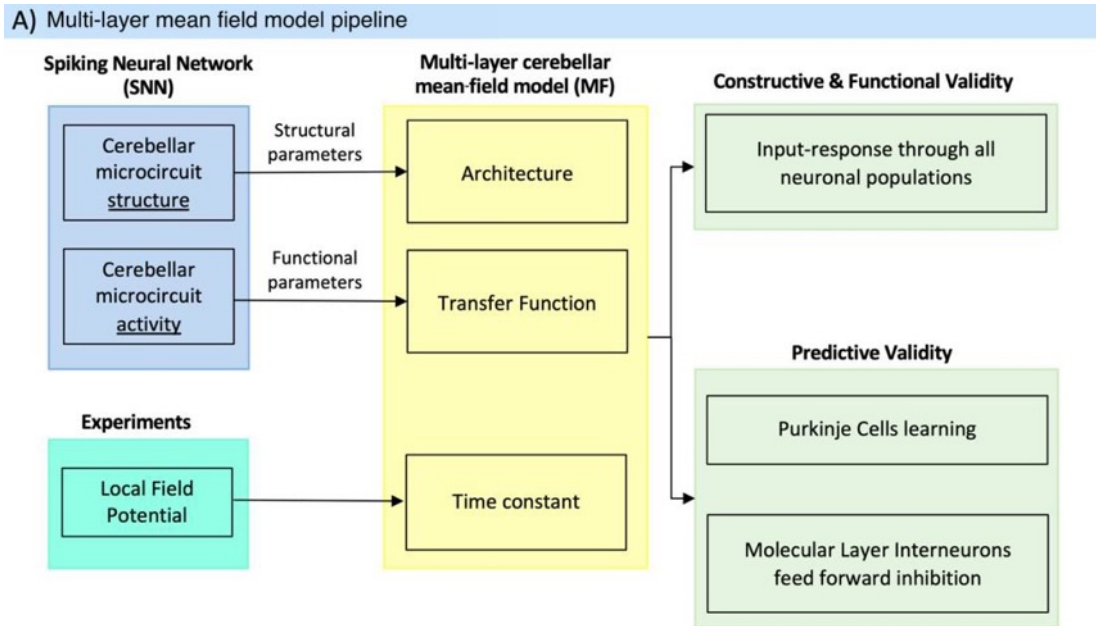 A) Multi-layer mean field model pipeline
Spiking Neural Network
(SNN)
Cerebellar
microcircuit
structure
Cerebellar
microcircuit
activity
Structural
parameters
Functional
parameters
Experiments
Local Field
Potential
Multi-layer cerebellar
mean-field model (MF)
Architecture
Transfer Function
Time constant
Constructive & Functional Validity
Input-response through all
neuronal populations
Predictive Validity
Purkinje Cells learning
Molecular Layer Interneurons
feed forward inhibition